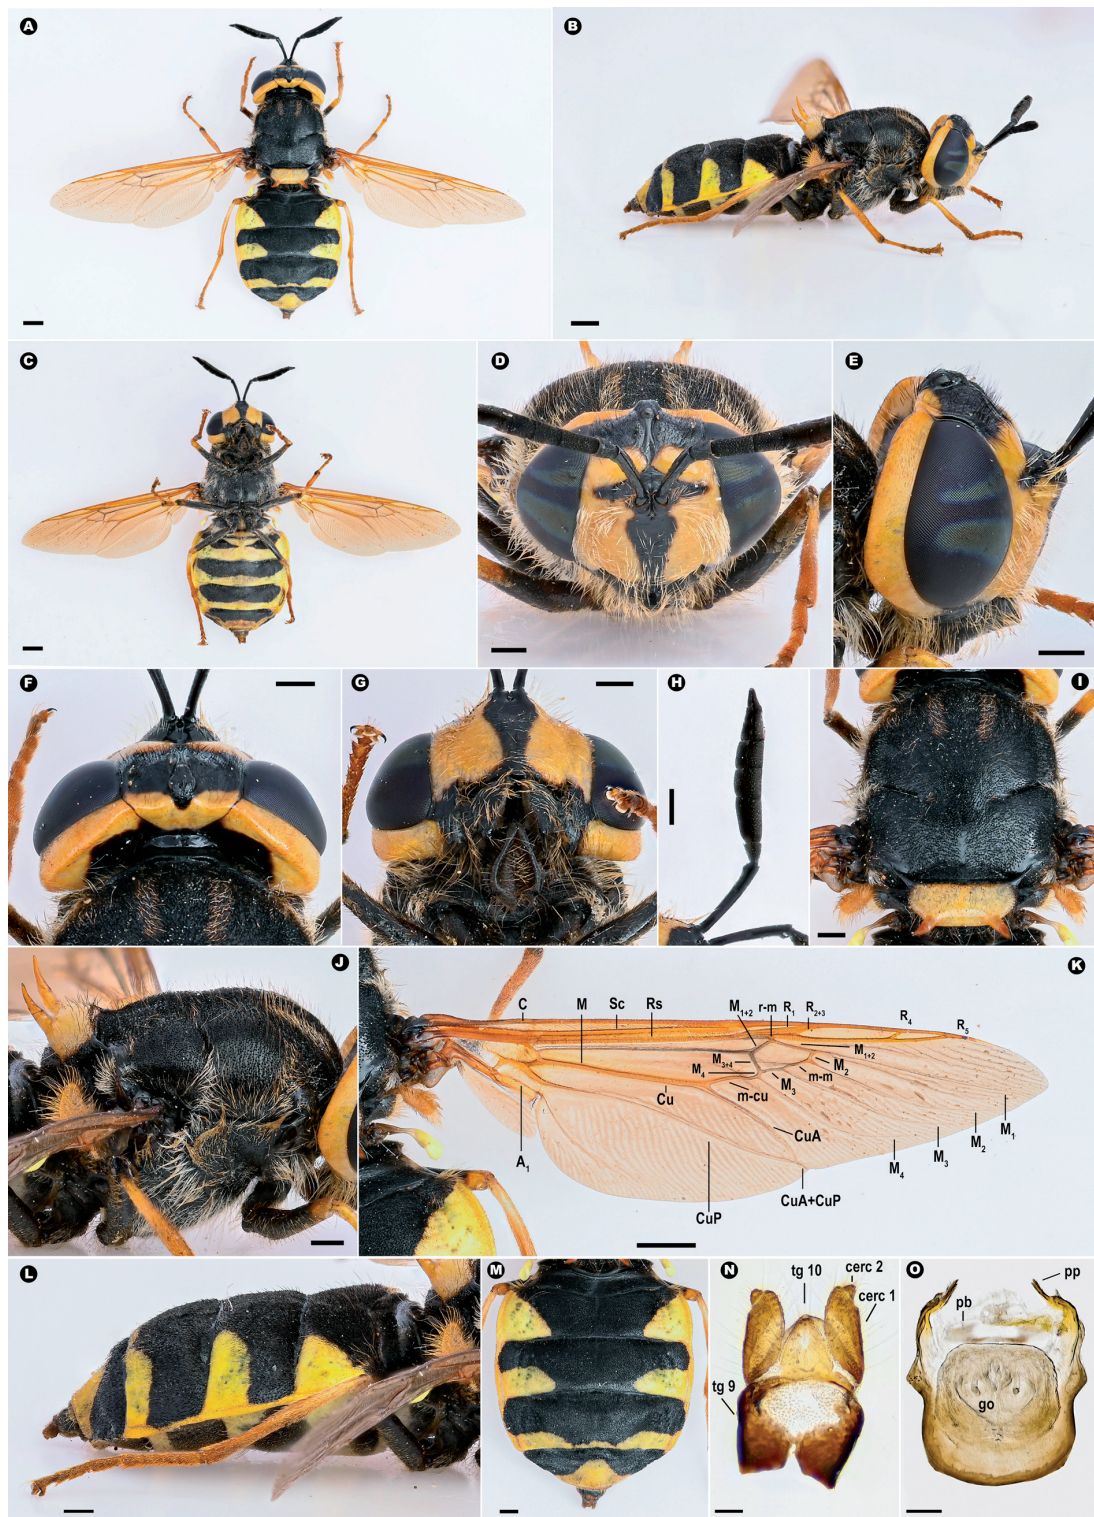 A
B
C
D
E
F
G
H
I
J
K
C
M
Sc
Rs
M1+2
r-m
R1
R2+3
R4
R5
M3+4
M4
M1+2
M2
m-m
M3
m-cu
Cu
CuA
A1
M1
M2
M3
M4
CuP
CuA+CuP
L
M
N
tg 10
cerc 2
cerc 1
tg 9
O
pp
pb
go